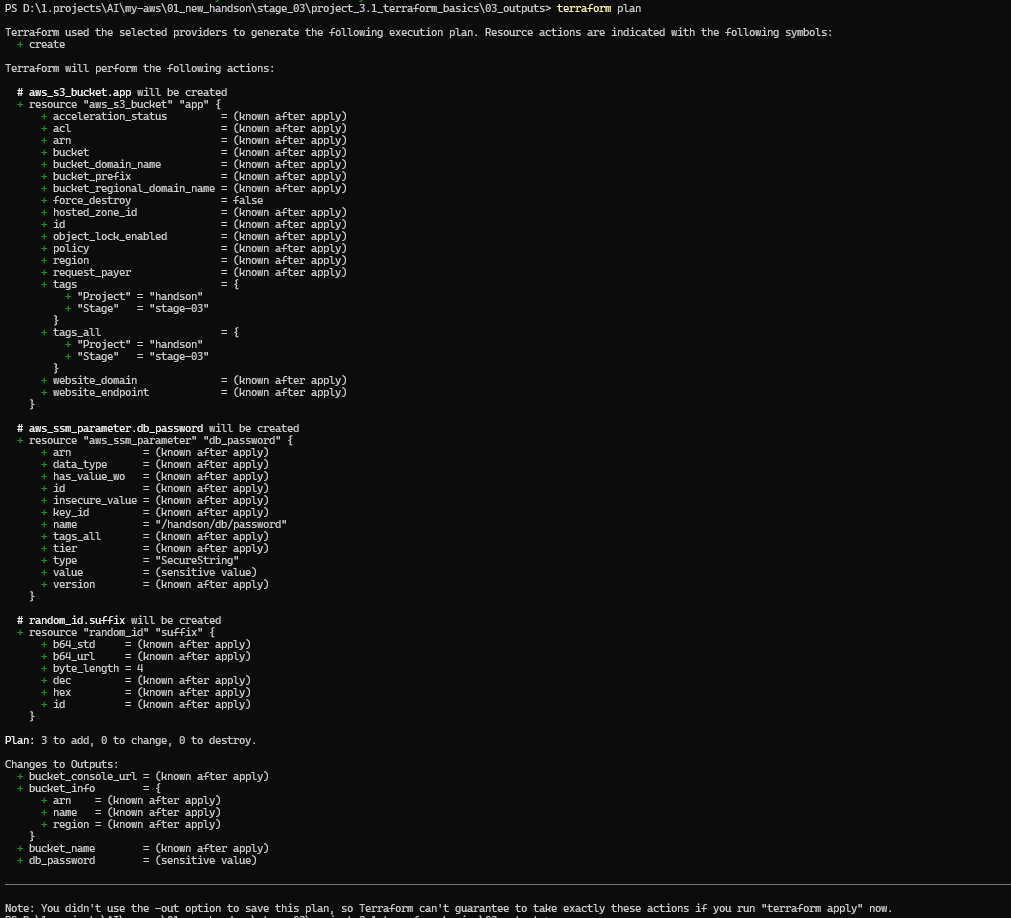 PS D:\1.projects\AI\my-aws\01_new_handson\stage_03\project_3.1_terraform_basics\03_outputs> terraform plan
Terraform used the selected providers to generate the following execution plan. Resource actions are indicated with the following symbols:
  + create
Terraform will perform the following actions:
  # aws_s3_bucket.app will be created
  + resource "aws_s3_bucket" "app" {
      + acceleration_status         = (known after apply)
      + acl                         = (known after apply)
      + arn                         = (known after apply)
      + bucket                      = (known after apply)
      + bucket_domain_name          = (known after apply)
      + bucket_prefix               = (known after apply)
      + bucket_regional_domain_name = (known after apply)
      + force_destroy               = false
      + hosted_zone_id              = (known after apply)
      + id                          = (known after apply)
      + object_lock_enabled         = (known after apply)
      + policy                      = (known after apply)
      + region                      = (known after apply)
      + request_payer               = (known after apply)
      + tags                        = {
          + "Project" = "handson"
          + "Stage"   = "stage-03"
        }
      + tags_all                    = {
          + "Project" = "handson"
          + "Stage"   = "stage-03"
        }
      + website_domain              = (known after apply)
      + website_endpoint            = (known after apply)
    }
  # aws_ssm_parameter.db_password will be created
  + resource "aws_ssm_parameter" "db_password" {
      + arn            = (known after apply)
      + data_type      = (known after apply)
      + has_value_wo   = (known after apply)
      + id             = (known after apply)
      + insecure_value = (known after apply)
      + key_id         = (known after apply)
      + name           = "/handson/db/password"
      + tags_all       = (known after apply)
      + tier           = (known after apply)
      + type           = "SecureString"
      + value          = (sensitive value)
      + version        = (known after apply)
    }
  # random_id.suffix will be created
  + resource "random_id" "suffix" {
      + b64_std     = (known after apply)
      + b64_url     = (known after apply)
      + byte_length = 4
      + dec         = (known after apply)
      + hex         = (known after apply)
      + id          = (known after apply)
    }
Plan: 3 to add, 0 to change, 0 to destroy.
Changes to Outputs:
  + bucket_console_url = (known after apply)
  + bucket_info        = {
      + arn    = (known after apply)
      + name   = (known after apply)
      + region = (known after apply)
    }
  + bucket_name        = (known after apply)
  + db_password        = (sensitive value)
Note: You didn't use the -out option to save this plan, so Terraform can't guarantee to take exactly these actions if you run "terraform apply" now.